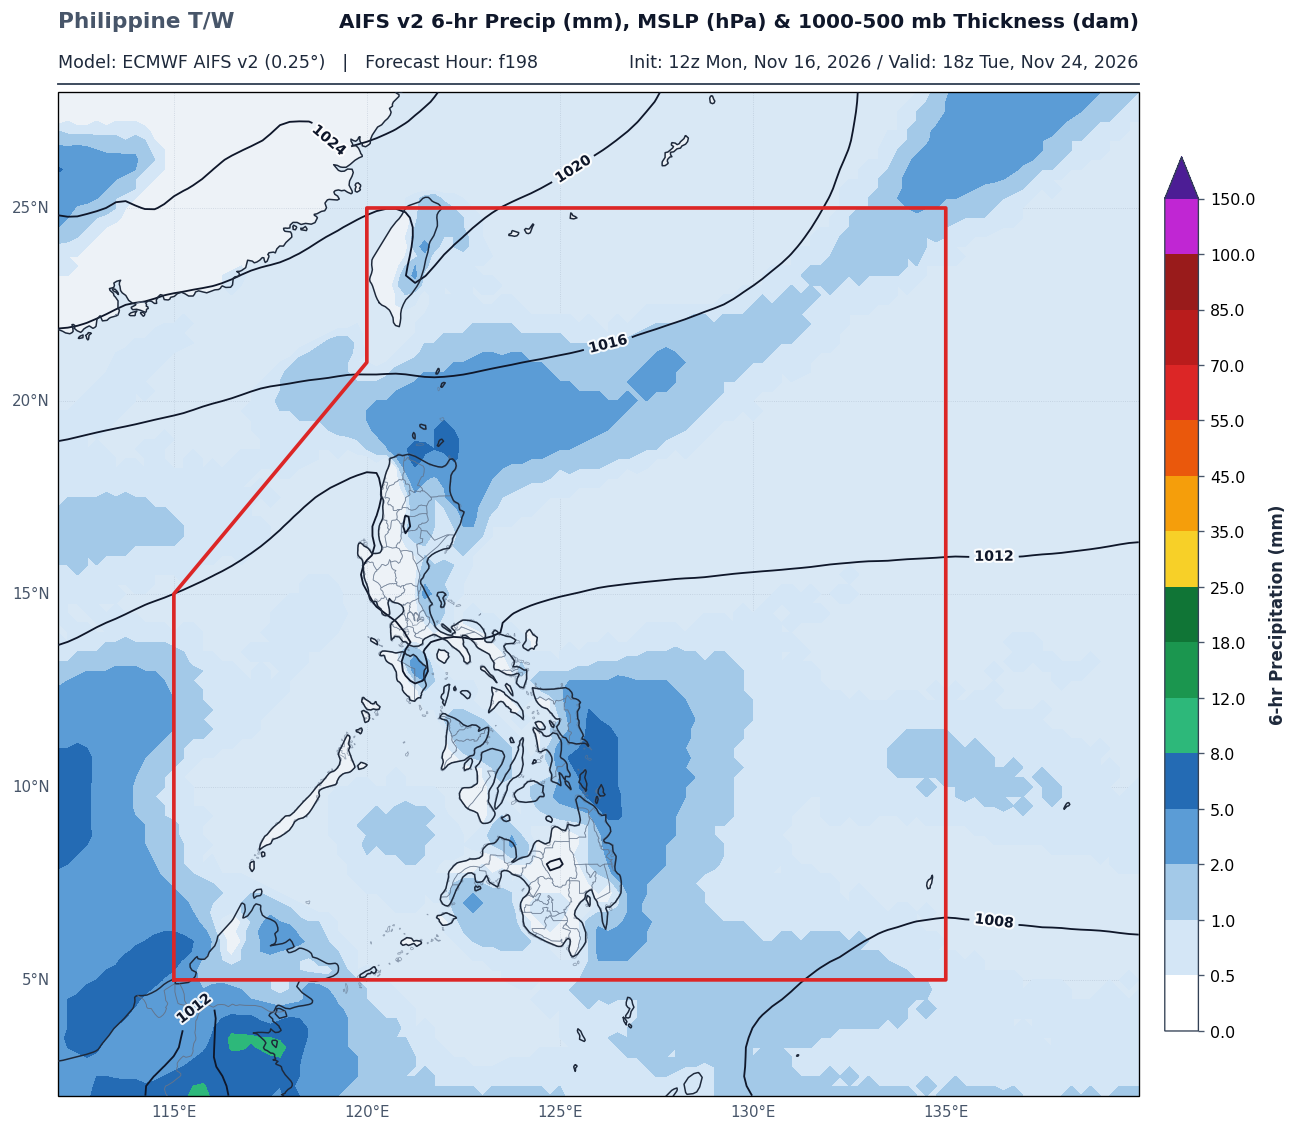 Philippine T/W
AIFS v2 6-hr Precip (mm), MSLP (hPa) & 1000-500 mb Thickness (dam)
Model: ECMWF AIFS v2 (0.25°)   |   Forecast Hour: f198
Init: 12z Mon, Nov 16, 2026 / Valid: 18z Tue, Nov 24, 2026
1024
1020
1016
1012
1008
1012
25°N
20°N
15°N
10°N
5°N
115°E
120°E
125°E
130°E
135°E
150.0
100.0
85.0
70.0
55.0
45.0
35.0
25.0
18.0
12.0
8.0
5.0
2.0
1.0
0.5
0.0
6-hr Precipitation (mm)